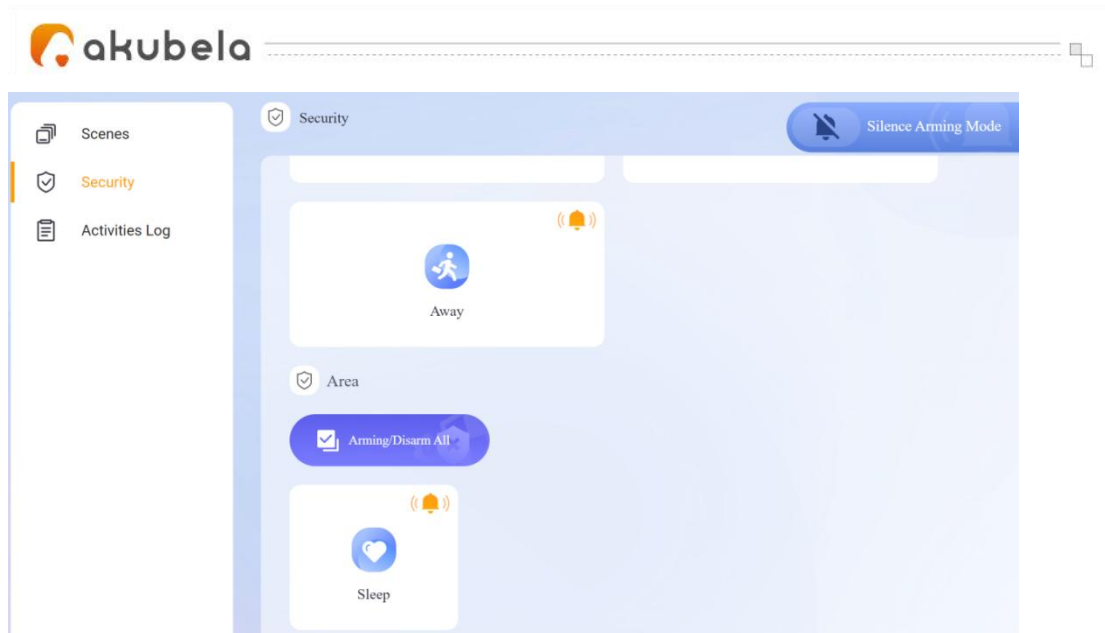 akubela
Scenes
Security
Activities Log
Security
Silence Arming Mode
Away
Area
Arming/Disarm All
Sleep